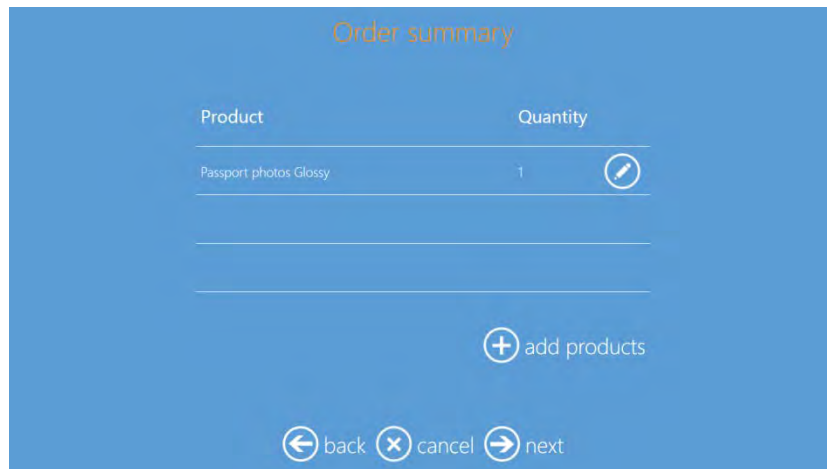 Order summary
Product Quantity
Passport photos Glossy 1
add products
back cancel next